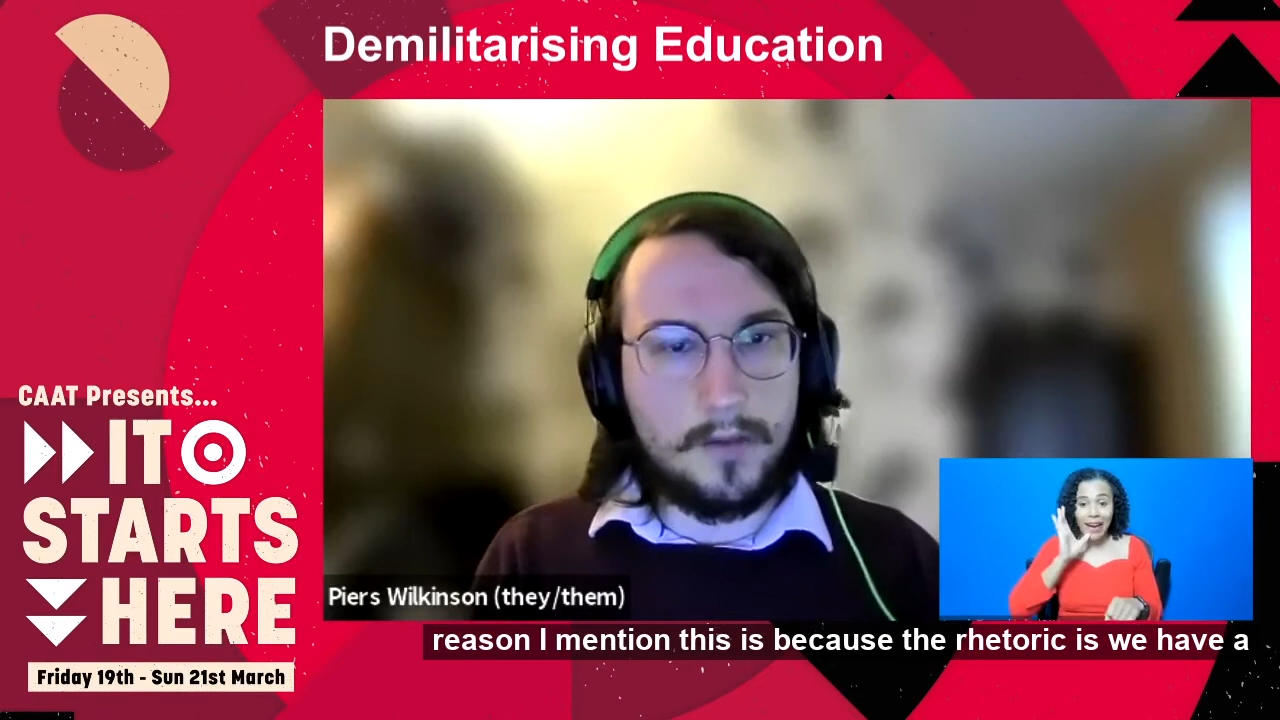 Demilitarising Education
CAAT Presents...
IT
STARTS
HERE
Friday 19th - Sun 21st March
Piers Wilkinson (they/them)
reason I mention this is because the rhetoric is we have a